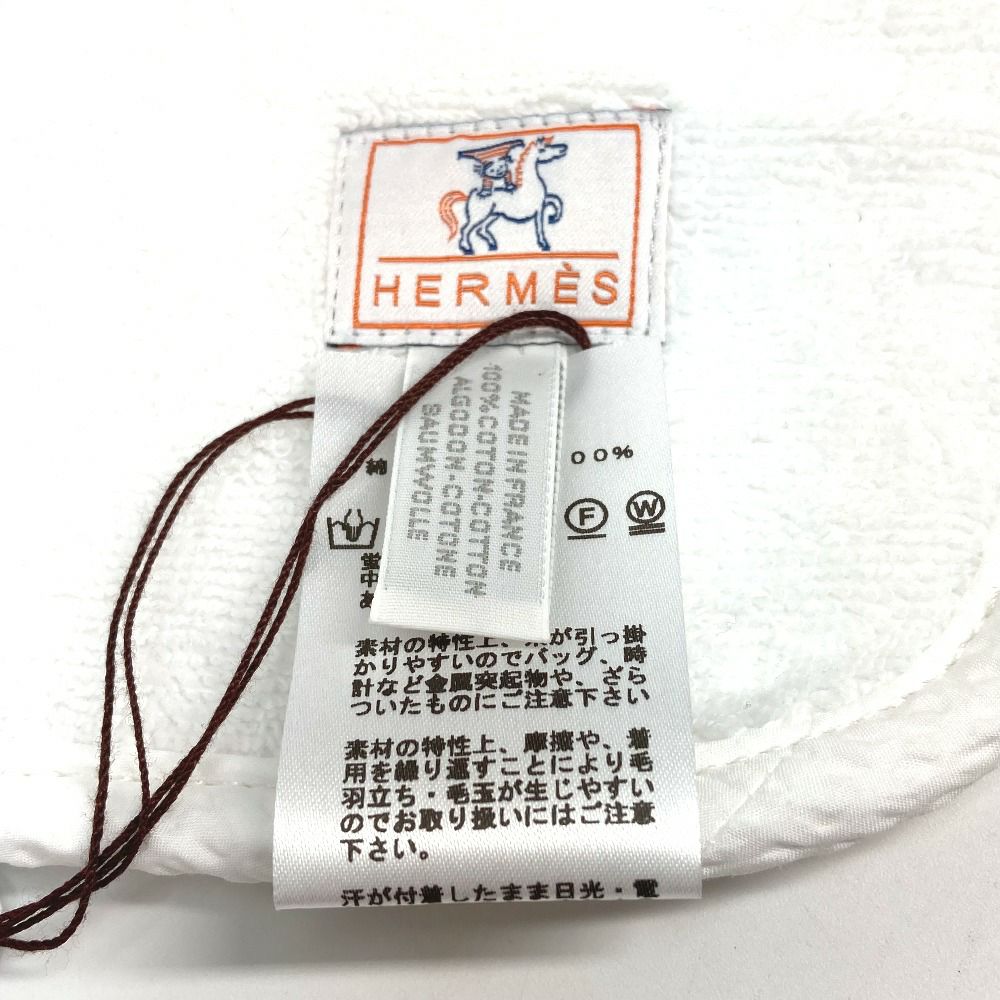 HERMÈS
MADE IN FRANCE
100%COTON-COTTON
ALGODON-COTONE
BAUMWOLLE
綿 00%
F W
中
素材の特性上、 が引っ掛
かりやすいのでバッグ、時
計など金属突起物や、ざら
ついたものにご注意下さい
素材の特性上、摩擦や、着
用を繰り返すことにより毛
羽立ち・毛玉が生じやすい
のでお取り扱いにはご注意
下さい。
汗が付着したまま日光・電